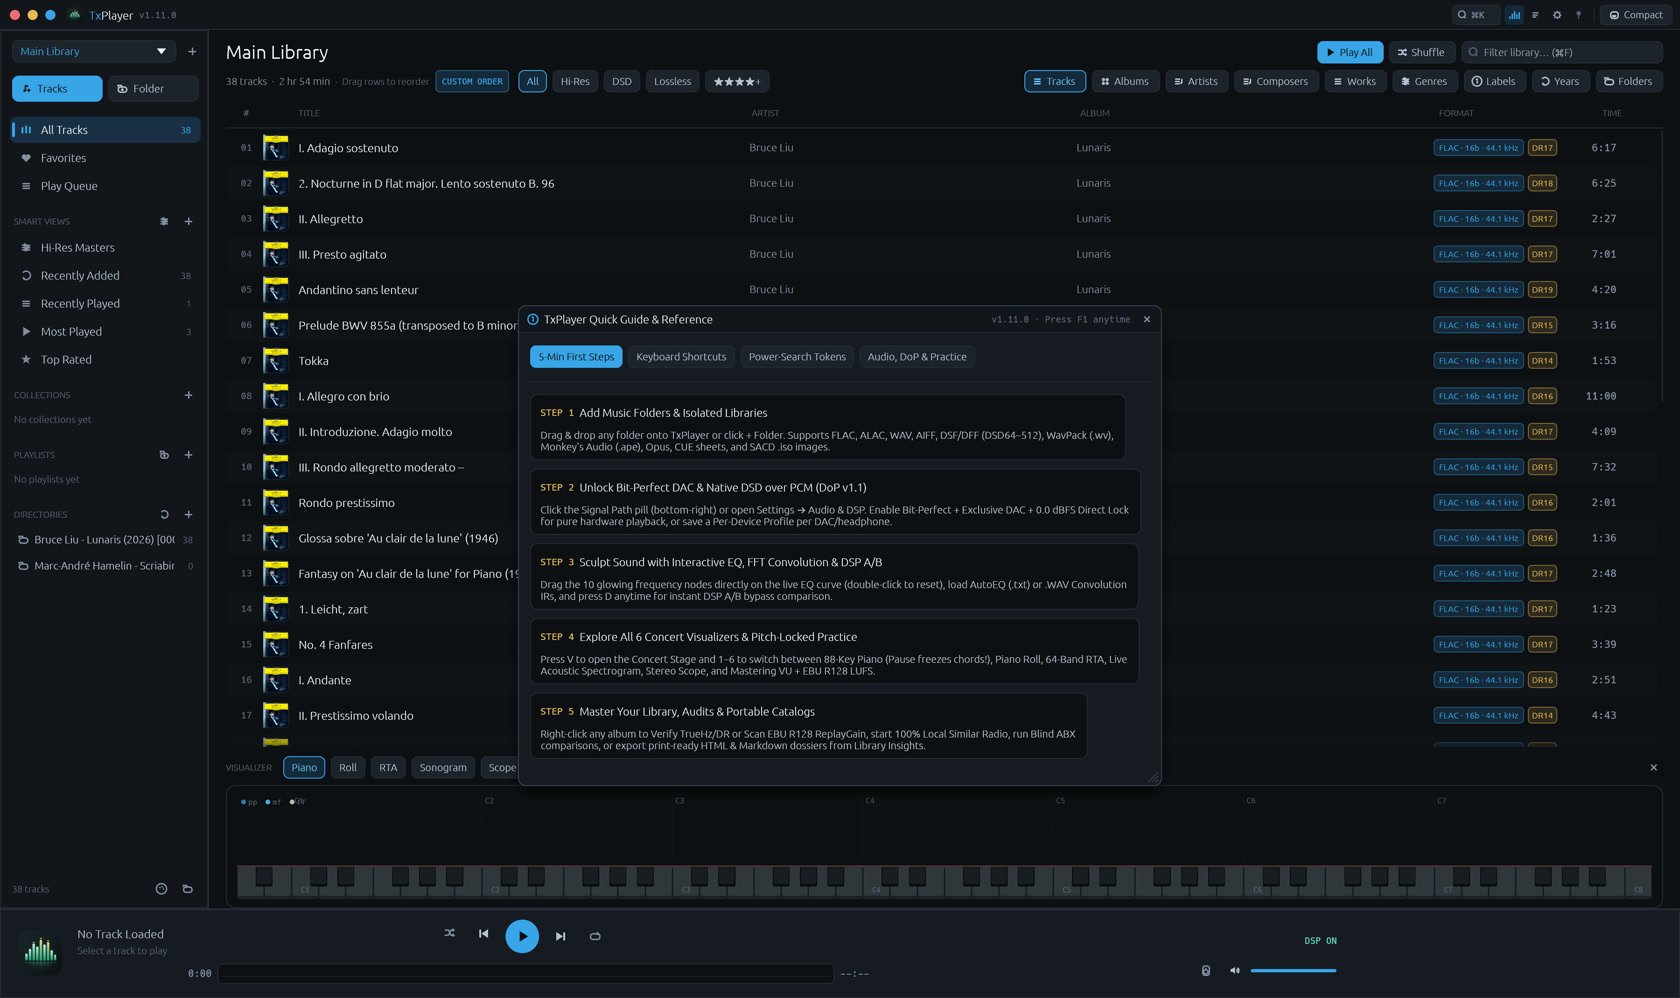 TxPlayer v1.11.0
⌘K
Compact
Main Library
Main Library
Play All
Shuffle
Filter library... (⌘F)
Tracks
Folder
38 tracks · 2 hr 54 min · Drag rows to reorder
CUSTOM ORDER
All
Hi-Res
DSD
Lossless
★★★★+
Tracks
Albums
Artists
Composers
Works
Genres
Labels
Years
Folders
All Tracks 38
Favorites
Play Queue
SMART VIEWS
Hi-Res Masters
Recently Added 38
Recently Played 1
Most Played 3
Top Rated
COLLECTIONS
No collections yet
PLAYLISTS
No playlists yet
DIRECTORIES
Bruce Liu - Lunaris (2026) [00( 38
Marc-André Hamelin - Scriabin 0
38 tracks
# TITLE ARTIST ALBUM FORMAT TIME
01 I. Adagio sostenuto Bruce Liu Lunaris FLAC · 16b · 44.1 kHz DR17 6:17
02 2. Nocturne in D flat major. Lento sostenuto B. 96 Bruce Liu Lunaris FLAC · 16b · 44.1 kHz DR18 6:25
03 II. Allegretto Bruce Liu Lunaris FLAC · 16b · 44.1 kHz DR17 2:27
04 III. Presto agitato Bruce Liu Lunaris FLAC · 16b · 44.1 kHz DR17 7:01
05 Andantino sans lenteur Bruce Liu Lunaris FLAC · 16b · 44.1 kHz DR19 4:20
06 Prelude BWV 855a (transposed to B minor FLAC · 16b · 44.1 kHz DR15 3:16
07 Tokka FLAC · 16b · 44.1 kHz DR14 1:53
08 I. Allegro con brio FLAC · 16b · 44.1 kHz DR16 11:00
09 II. Introduzione. Adagio molto FLAC · 16b · 44.1 kHz DR17 4:09
10 III. Rondo allegretto moderato – FLAC · 16b · 44.1 kHz DR15 7:32
11 Rondo prestissimo FLAC · 16b · 44.1 kHz DR16 2:01
12 Glossa sobre 'Au clair de la lune' (1946) FLAC · 16b · 44.1 kHz DR16 1:36
13 Fantasy on 'Au clair de la lune' for Piano (19 FLAC · 16b · 44.1 kHz DR17 2:48
14 1. Leicht, zart FLAC · 16b · 44.1 kHz DR17 1:23
15 No. 4 Fanfares FLAC · 16b · 44.1 kHz DR17 3:39
16 I. Andante FLAC · 16b · 44.1 kHz DR16 2:51
17 II. Prestissimo volando FLAC · 16b · 44.1 kHz DR14 4:43
TxPlayer Quick Guide & Reference v1.11.0 · Press F1 anytime
5-Min First Steps
Keyboard Shortcuts
Power-Search Tokens
Audio, DoP & Practice
STEP 1 Add Music Folders & Isolated Libraries
Drag & drop any folder onto TxPlayer or click + Folder. Supports FLAC, ALAC, WAV, AIFF, DSF/DFF (DSD64–512), WavPack (.wv),
Monkey's Audio (.ape), Opus, CUE sheets, and SACD .iso images.
STEP 2 Unlock Bit-Perfect DAC & Native DSD over PCM (DoP v1.1)
Click the Signal Path pill (bottom-right) or open Settings → Audio & DSP. Enable Bit-Perfect + Exclusive DAC + 0.0 dBFS Direct Lock
for pure hardware playback, or save a Per-Device Profile per DAC/headphone.
STEP 3 Sculpt Sound with Interactive EQ, FFT Convolution & DSP A/B
Drag the 10 glowing frequency nodes directly on the live EQ curve (double-click to reset), load AutoEQ (.txt) or .WAV Convolution
IRs, and press D anytime for instant DSP A/B bypass comparison.
STEP 4 Explore All 6 Concert Visualizers & Pitch-Locked Practice
Press V to open the Concert Stage and 1–6 to switch between 88-Key Piano (Pause freezes chords!), Piano Roll, 64-Band RTA, Live
Acoustic Spectrogram, Stereo Scope, and Mastering VU + EBU R128 LUFS.
STEP 5 Master Your Library, Audits & Portable Catalogs
Right-click any album to Verify TrueHz/DR or Scan EBU R128 ReplayGain, start 100% Local Similar Radio, run Blind ABX
comparisons, or export print-ready HTML & Markdown dossiers from Library Insights.
VISUALIZER
Piano
Roll
RTA
Sonogram
Scope
pp mf
C2 C3 C4 C5 C6 C7
C1 C2 C3 C4 C5 C6 C7 C8
No Track Loaded
Select a track to play
0:00
--:--
DSP ON